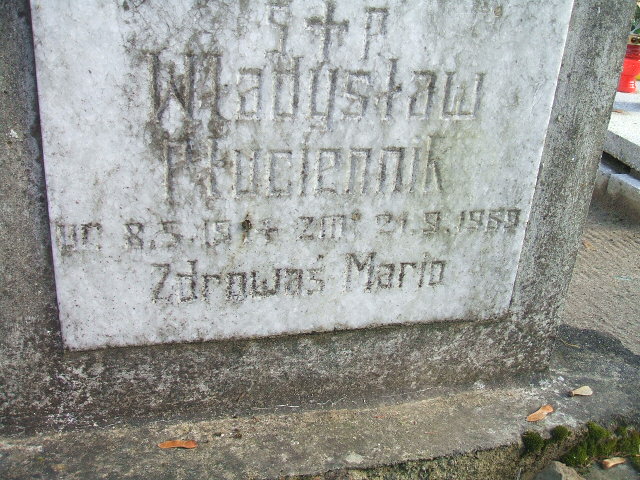 Ś † P
Władysław
Płuciennik
ur. 8.5.1914 zm. 21.9.1969
Zdrowaś Mario